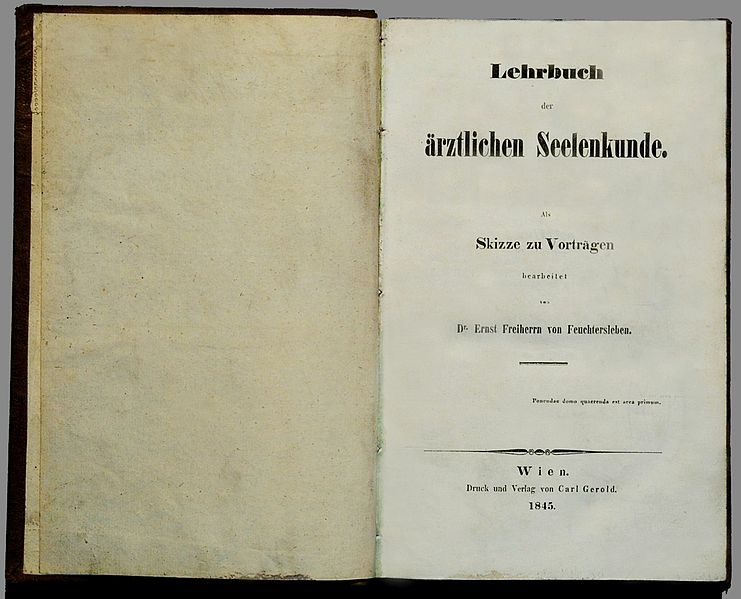 Lehrbuch
der
ärztlichen Seelenkunde.
Als
Skizze zu Vorträgen
bearbeitet
von
Dr. Ernst Freiherrn von Feuchtersleben.
Ponendae domo quaerenda est area primum.
Wien.
Druck und Verlag von Carl Gerold.
1845.